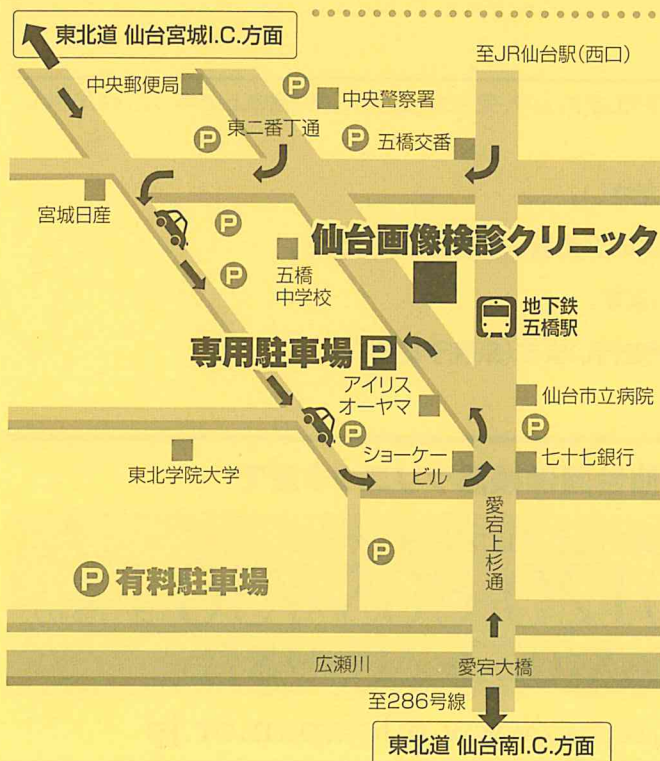 東北道 仙台宮城I.C.方面
至JR仙台駅(西口)
中央郵便局
P
中央警察署
P
東二番丁通
P
五橋交番
宮城日産
P
仙台画像検診クリニック
P
五橋
中学校
地下鉄
五橋駅
専用駐車場 P
アイリス
オーヤマ
仙台市立病院
P
P
ショーケー
ビル
七十七銀行
東北学院大学
愛宕上杉通
P
P 有料駐車場
広瀬川
愛宕大橋
至286号線
東北道 仙台南I.C.方面